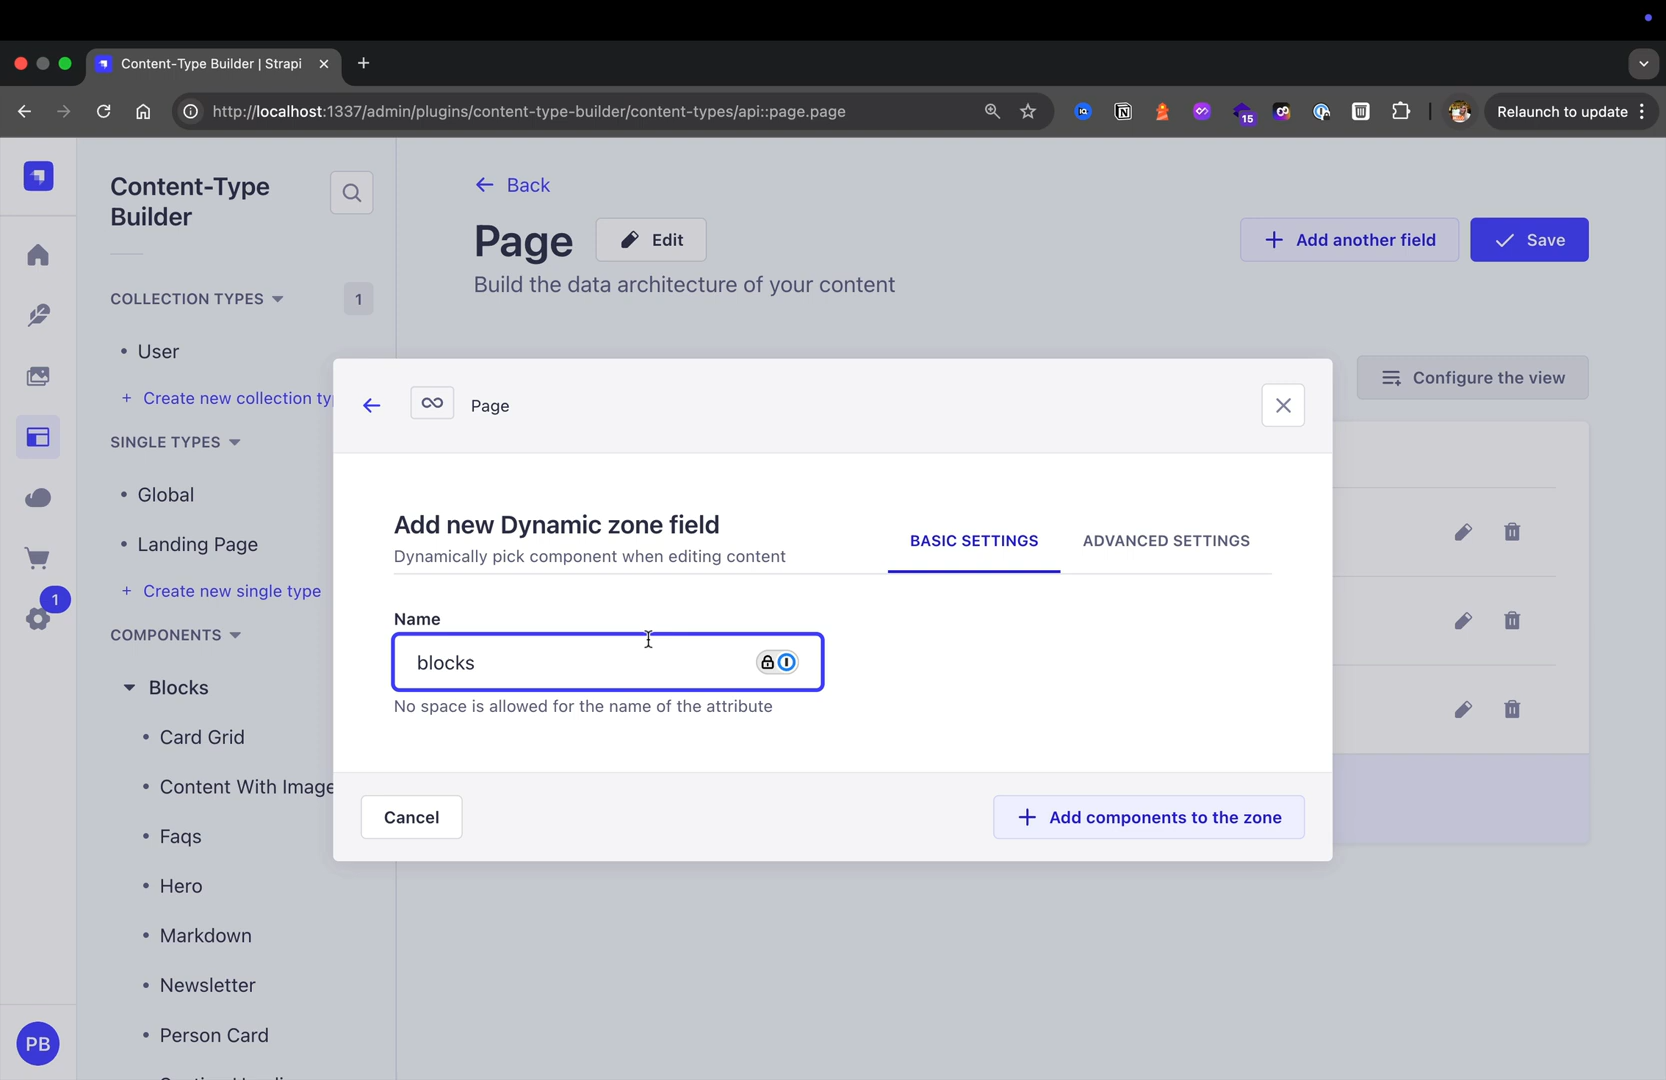 Content-Type Builder | Strapi
http://localhost:1337/admin/plugins/content-type-builder/content-types/api::page.page
15
Relaunch to update
Content-Type
Builder
Back
Page
Edit
Add another field
Save
Build the data architecture of your content
COLLECTION TYPES
1
User
+ Create new collection ty
Configure the view
SINGLE TYPES
Global
Landing Page
+ Create new single type
1
COMPONENTS
Blocks
Card Grid
Content With Image
Faqs
Hero
Markdown
Newsletter
Person Card
PB
Page
Add new Dynamic zone field
Dynamically pick component when editing content
BASIC SETTINGS
ADVANCED SETTINGS
Name
blocks
No space is allowed for the name of the attribute
Cancel
Add components to the zone